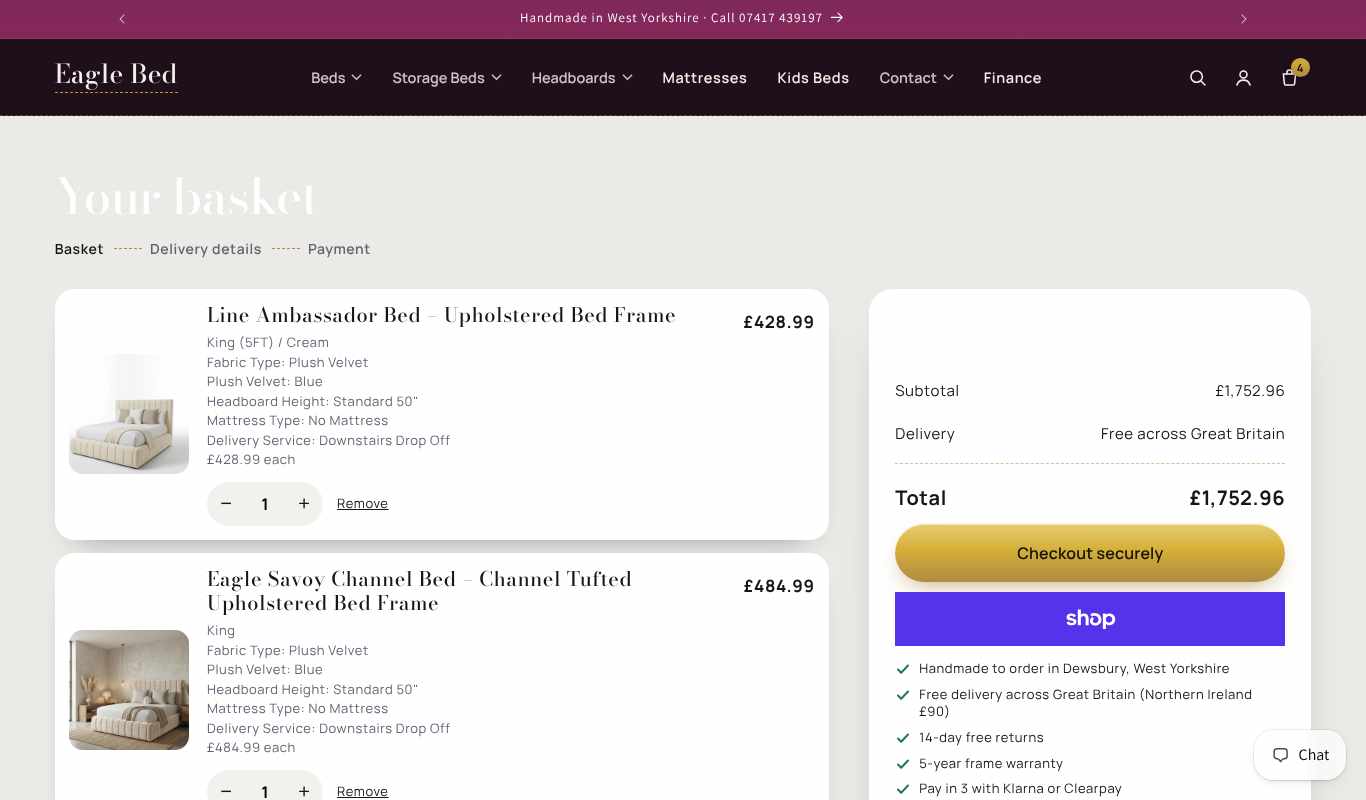 Handmade in West Yorkshire · Call 07417 439197
Eagle Bed
Beds
Storage Beds
Headboards
Mattresses
Kids Beds
Contact
Finance
4
Your basket
Basket
Delivery details
Payment
Line Ambassador Bed – Upholstered Bed Frame
£428.99
King (5FT) / Cream
Fabric Type: Plush Velvet
Plush Velvet: Blue
Headboard Height: Standard 50"
Mattress Type: No Mattress
Delivery Service: Downstairs Drop Off
£428.99 each
− 1 +
Remove
Eagle Savoy Channel Bed – Channel Tufted
Upholstered Bed Frame
£484.99
King
Fabric Type: Plush Velvet
Plush Velvet: Blue
Headboard Height: Standard 50"
Mattress Type: No Mattress
Delivery Service: Downstairs Drop Off
£484.99 each
− 1 +
Remove
Subtotal
£1,752.96
Delivery
Free across Great Britain
Total
£1,752.96
Checkout securely
shop
Handmade to order in Dewsbury, West Yorkshire
Free delivery across Great Britain (Northern Ireland
£90)
14-day free returns
5-year frame warranty
Pay in 3 with Klarna or Clearpay
Chat